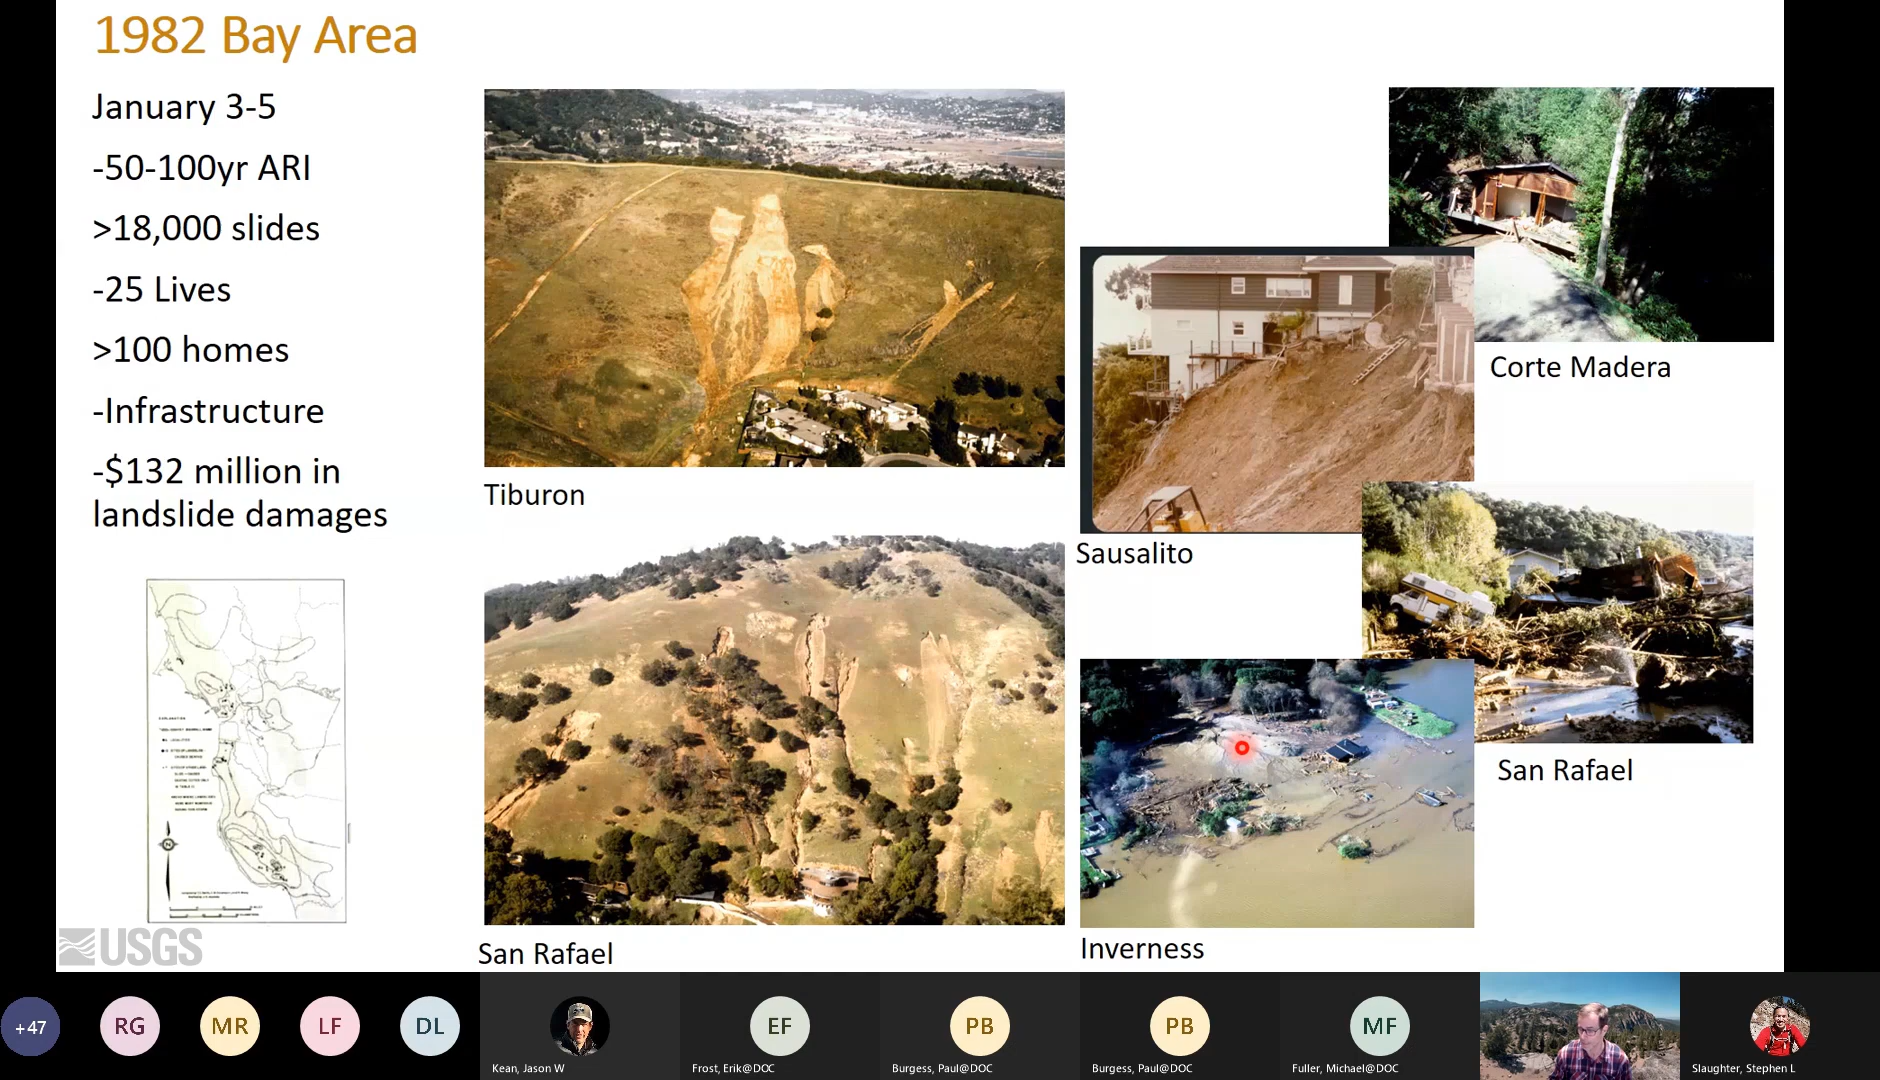 1982 Bay Area
January 3-5
-50-100yr ARI
>18,000 slides
-25 Lives
>100 homes
-Infrastructure
-$132 million in
landslide damages
Tiburon
San Rafael
Corte Madera
Sausalito
San Rafael
Inverness
USGS
+47
RG
MR
LF
DL
Kean, Jason W
EF
Frost, Erik@DOC
PB
Burgess, Paul@DOC
PB
Burgess, Paul@DOC
MF
Fuller, Michael@DOC
Slaughter, Stephen L